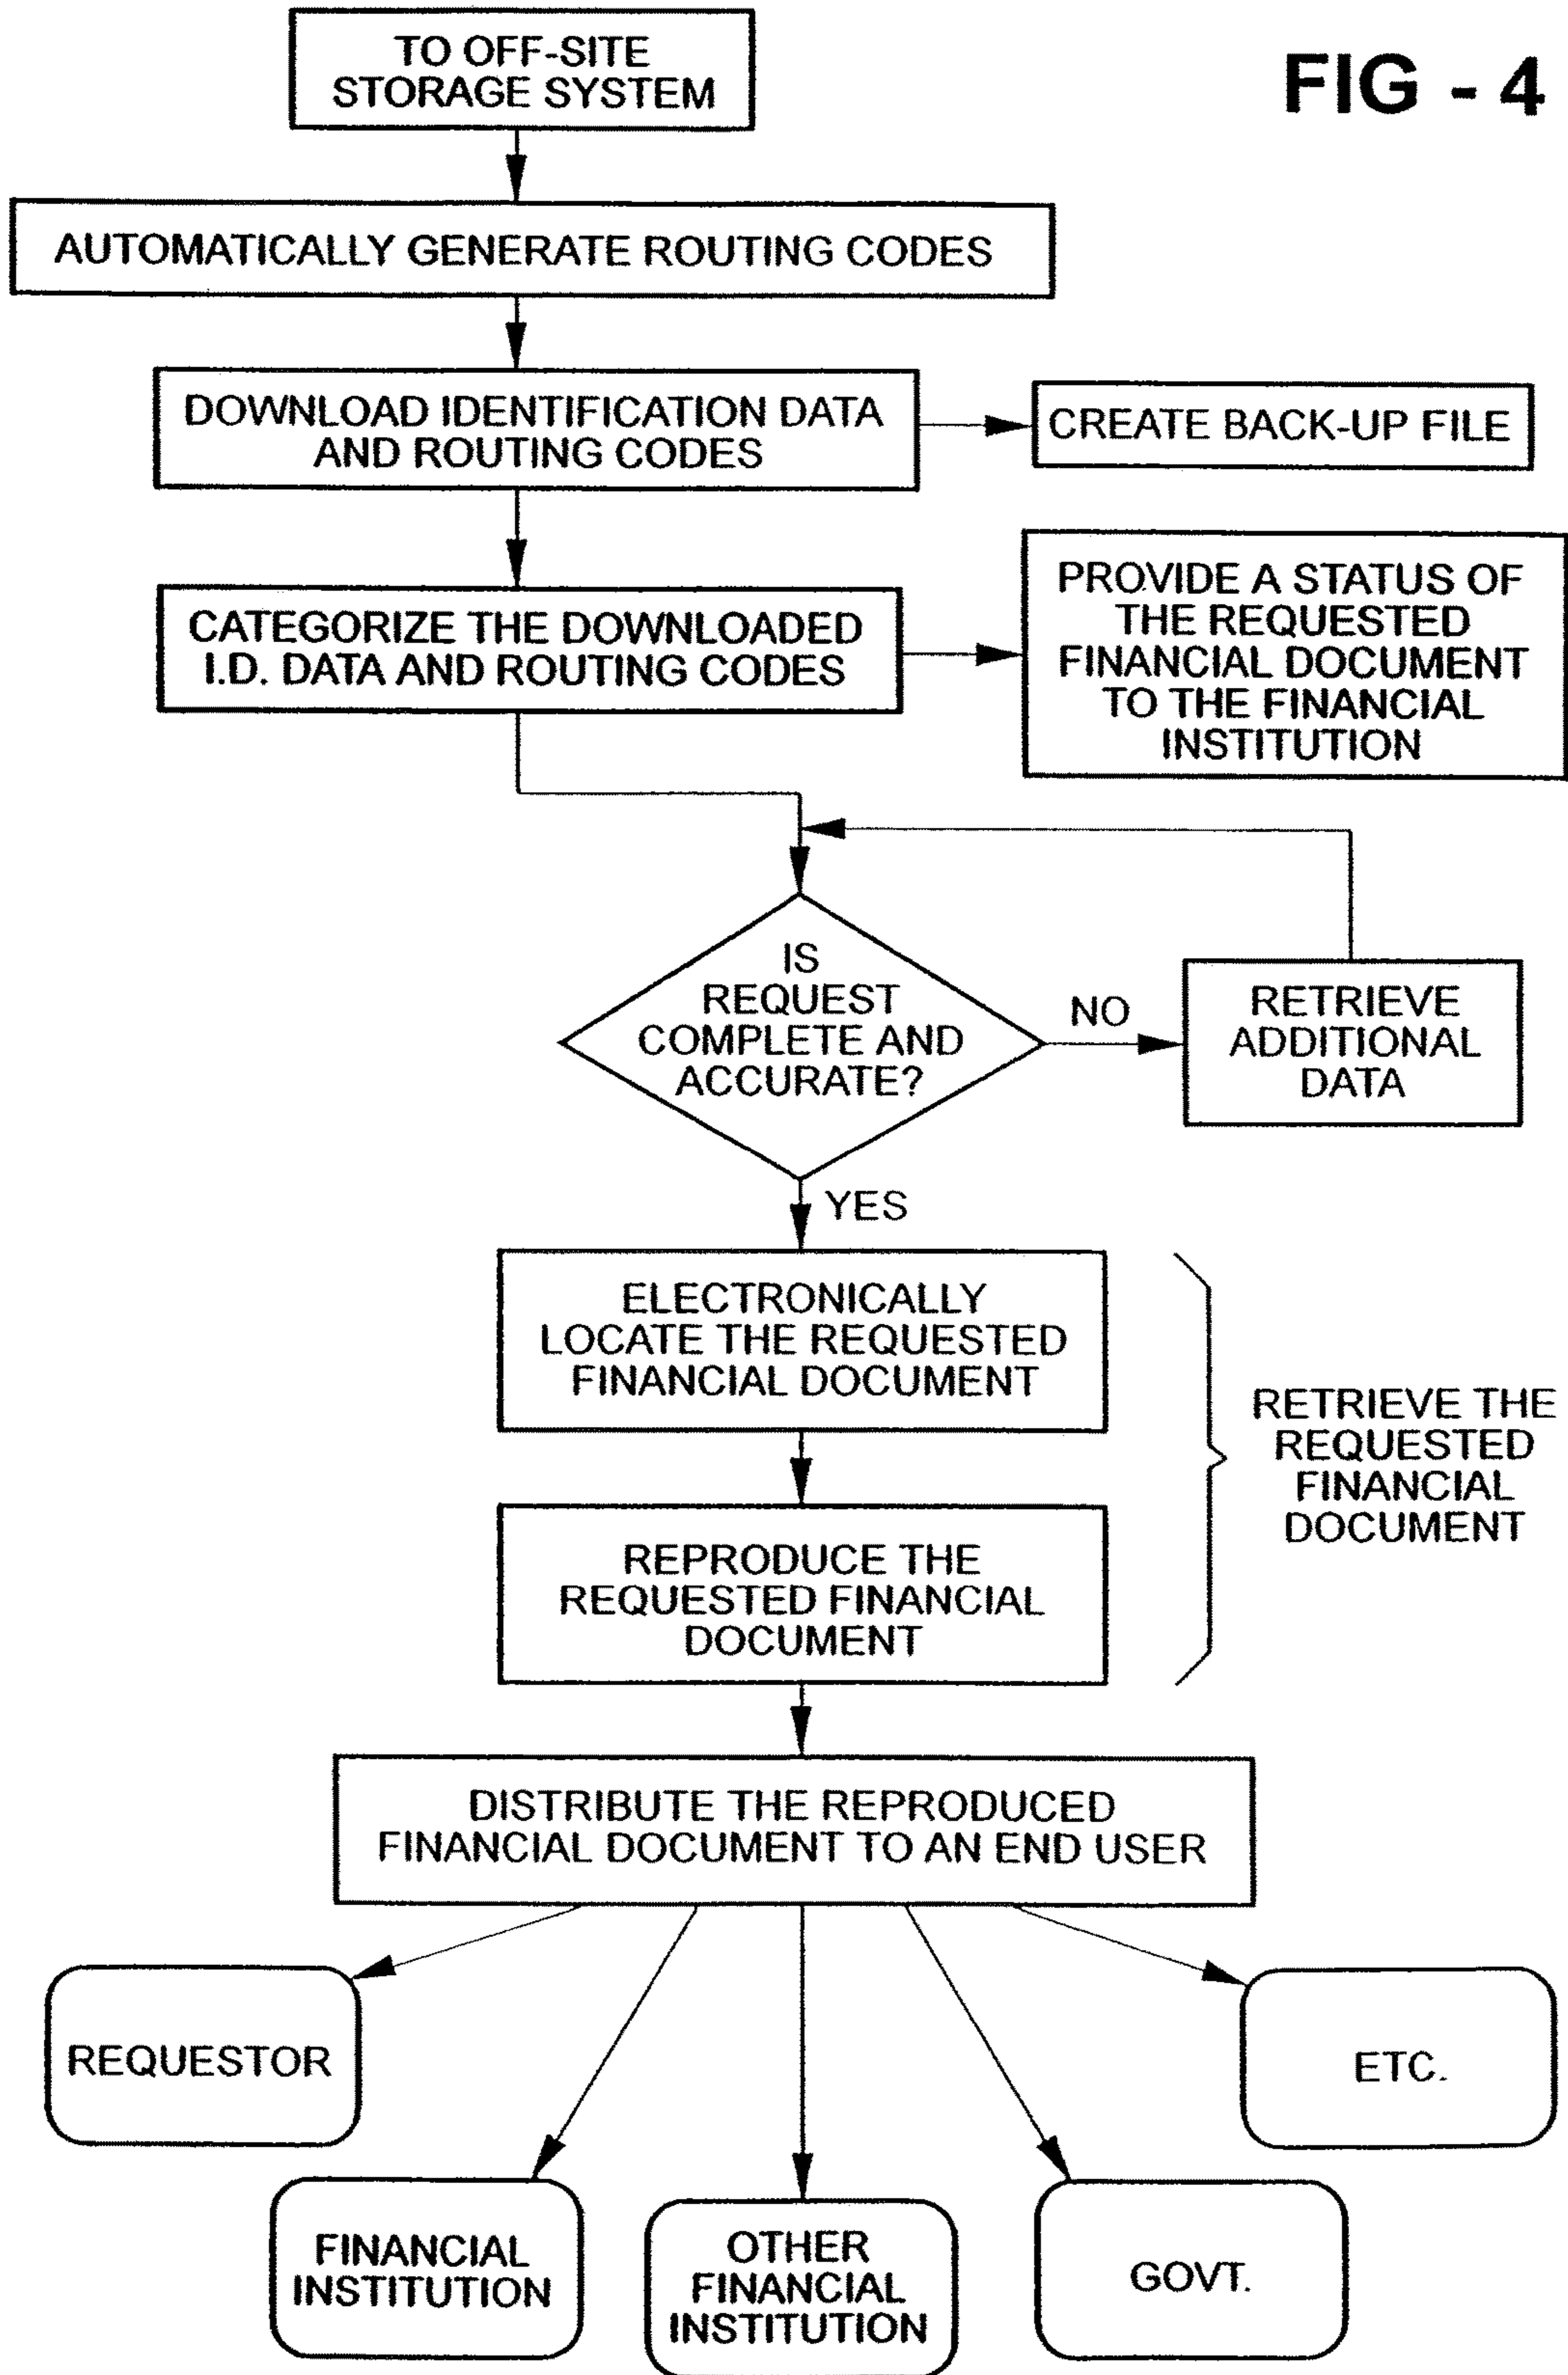 FIG - 4
TO OFF-SITE
STORAGE SYSTEM
AUTOMATICALLY GENERATE ROUTING CODES
DOWNLOAD IDENTIFICATION DATA
AND ROUTING CODES
CREATE BACK-UP FILE
CATEGORIZE THE DOWNLOADED
I.D. DATA AND ROUTING CODES
PROVIDE A STATUS OF
THE REQUESTED
FINANCIAL DOCUMENT
TO THE FINANCIAL
INSTITUTION
IS
REQUEST
COMPLETE AND
ACCURATE?
NO
RETRIEVE
ADDITIONAL
DATA
YES
ELECTRONICALLY
LOCATE THE REQUESTED
FINANCIAL DOCUMENT
REPRODUCE THE
REQUESTED FINANCIAL
DOCUMENT
RETRIEVE THE
REQUESTED
FINANCIAL
DOCUMENT
DISTRIBUTE THE REPRODUCED
FINANCIAL DOCUMENT TO AN END USER
REQUESTOR
FINANCIAL
INSTITUTION
OTHER
FINANCIAL
INSTITUTION
GOVT.
ETC.